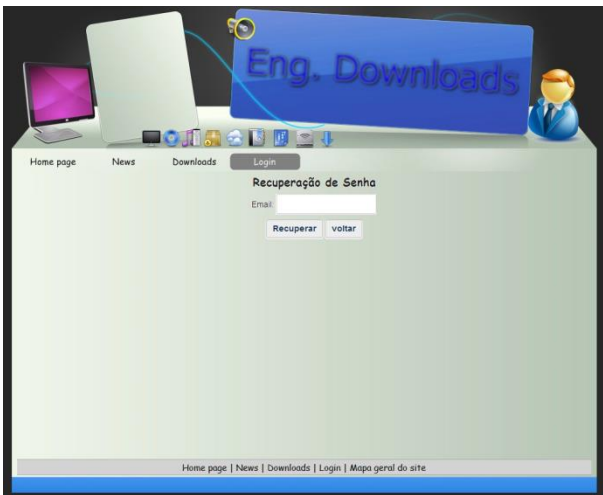 Eng. Downloads
Home page News Downloads Login
Recuperação de Senha
Email:
Recuperar voltar
Home page | News | Downloads | Login | Mapa geral do site